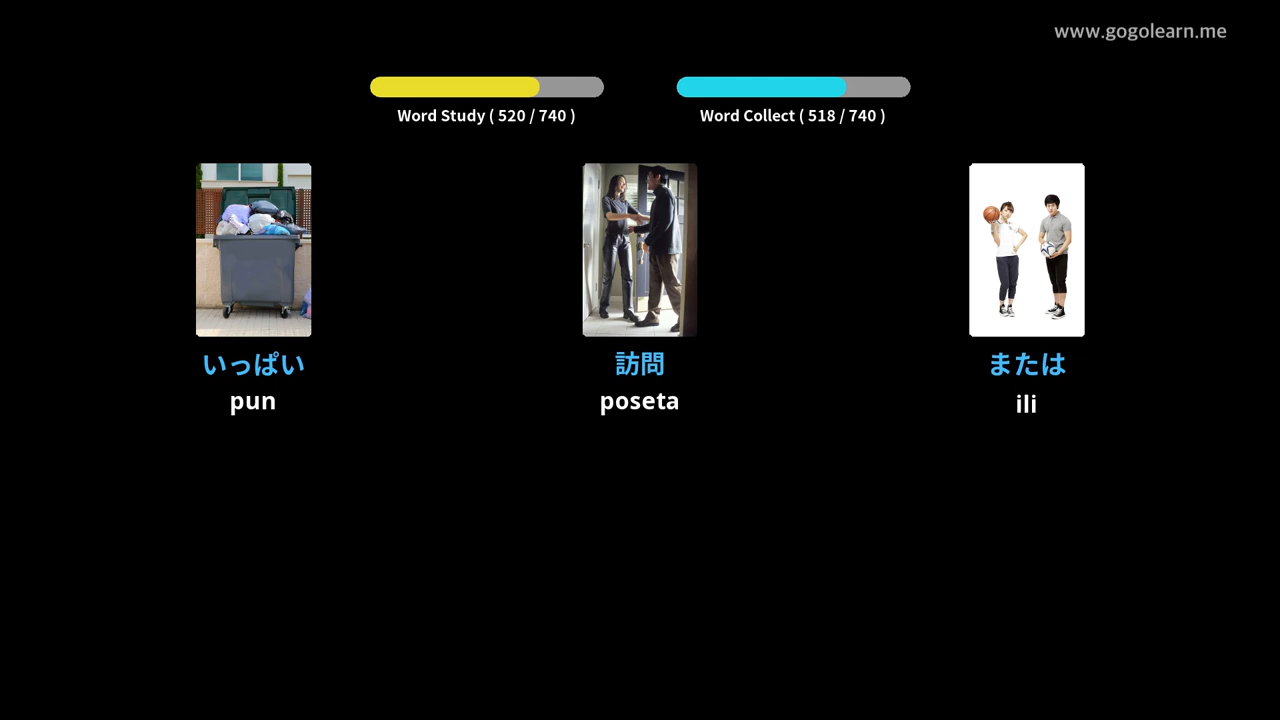 www.gogolearn.me
Word Study ( 520 / 740 )
Word Collect ( 518 / 740 )
いっぱい
訪問
または
pun
poseta
ili